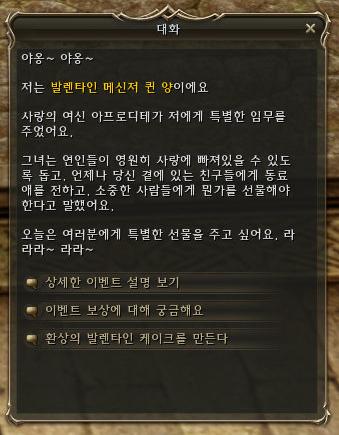 대화
야옹~ 야옹~
저는 발렌타인 메신저 퀸 양이에요
사랑의 여신 아프로디테가 저에게 특별한 임무를
주었어요.
그녀는 연인들이 영원히 사랑에 빠져있을 수 있도
록 돕고, 언제나 당신 곁에 있는 친구들에게 동료
애를 전하고, 소중한 사람들에게 뭔가를 선물해야
한다고 말했어요.
오늘은 여러분에게 특별한 선물을 주고 싶어요. 라
라라~ 라라~
상세한 이벤트 설명 보기
이벤트 보상에 대해 궁금해요
환상의 발렌타인 케이크를 만든다